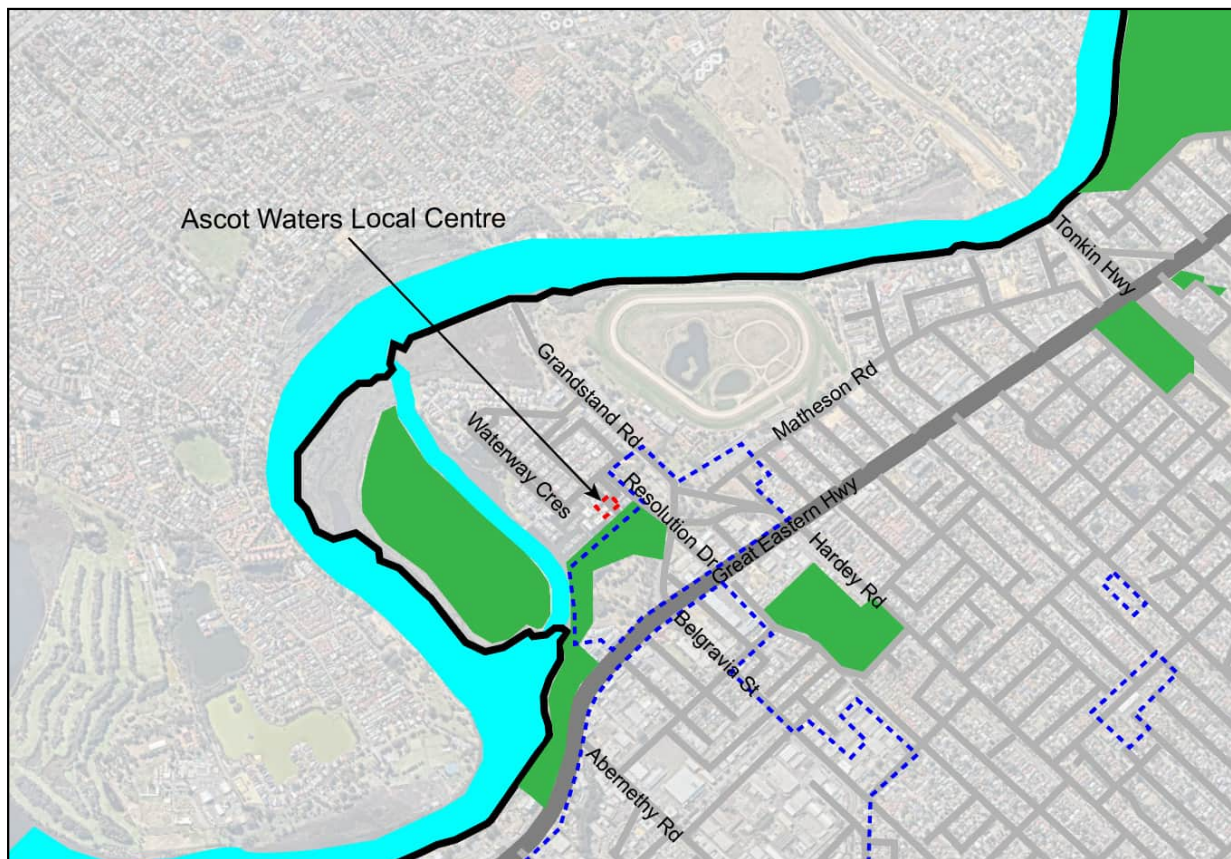 Ascot Waters Local Centre
Tonkin Hwy
Grandstand Rd
Matheson Rd
Waterway Cres
Resolution Dr
Great Eastern Hwy
Hardey Rd
Belgravia St
Abernethy Rd